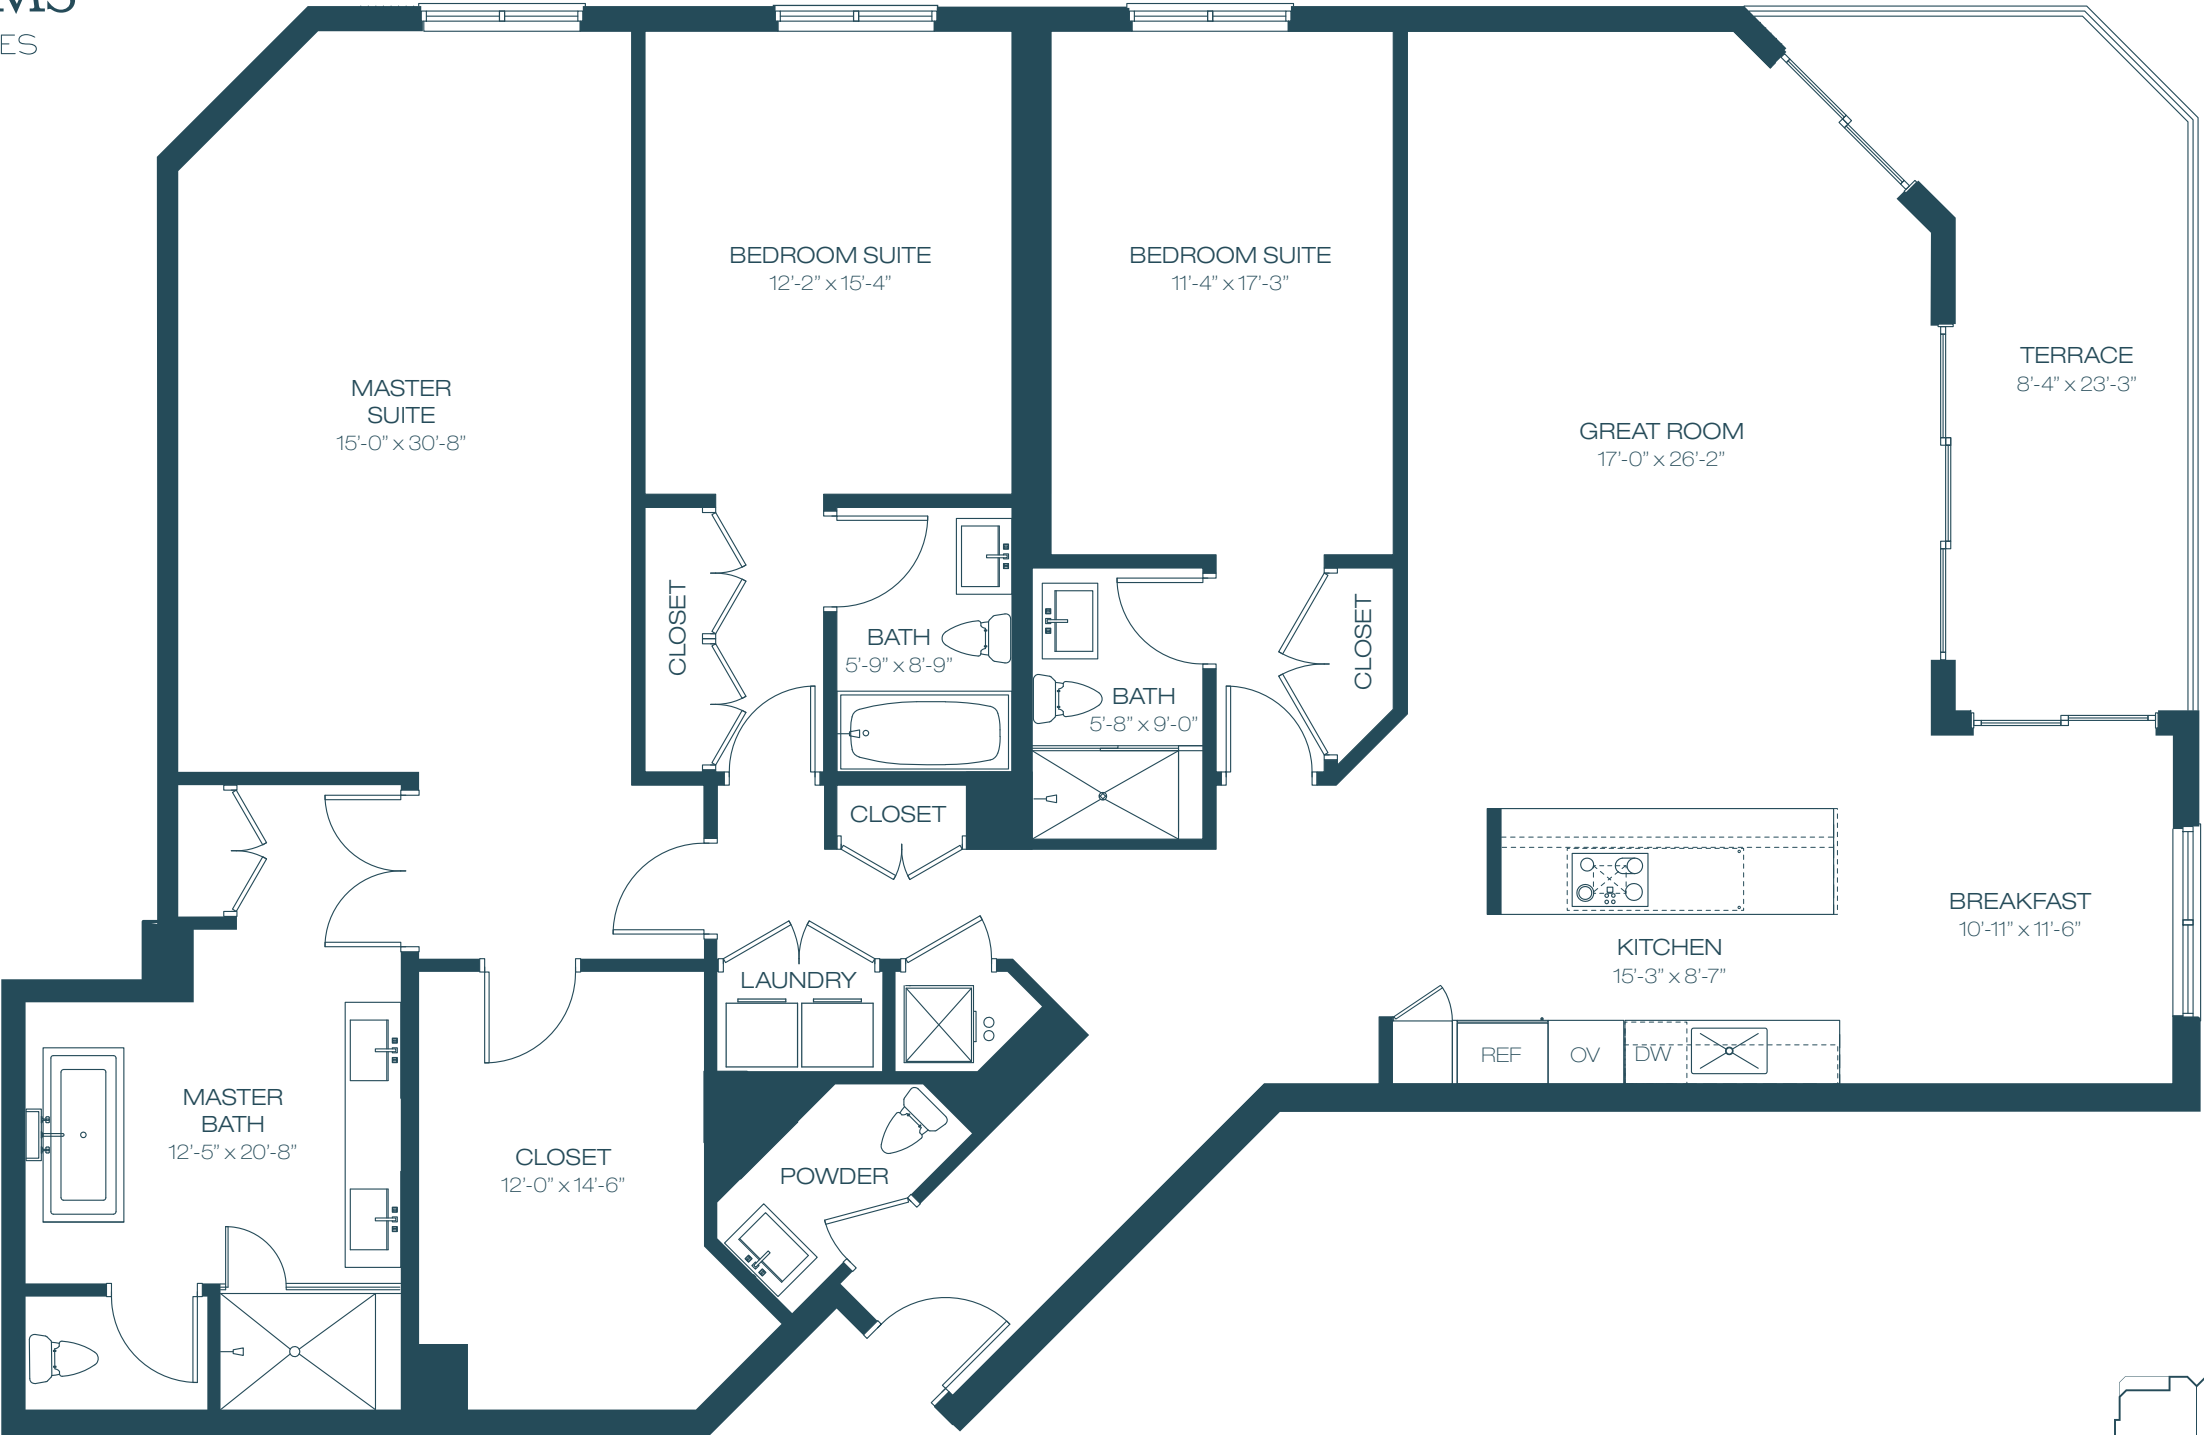 ES
BEDROOM SUITE
12'-2" x 15'-4"
BEDROOM SUITE
11'-4" x 17'-3"
MASTER
SUITE
15'-0" x 30'-8"
GREAT ROOM
17'-0" x 26'-2"
TERRACE
8'-4" x 23'-3"
CLOSET
BATH
5'-9" x 8'-9"
BATH
5'-8" x 9'-0"
CLOSET
CLOSET
LAUNDRY
KITCHEN
15'-3" x 8'-7"
BREAKFAST
10'-11" x 11'-6"
REF
OV
DW
MASTER
BATH
12'-5" x 20'-8"
CLOSET
12'-0" x 14'-6"
POWDER